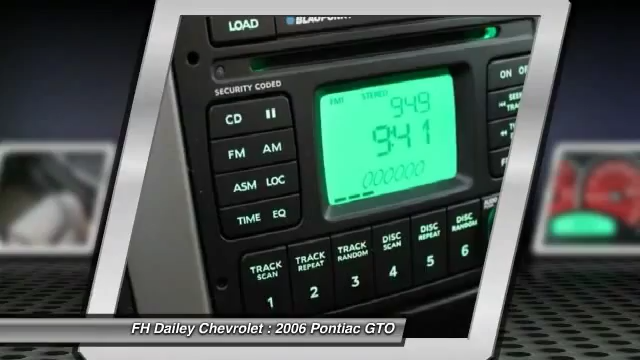 LOAD
BLAUPUNKT
SECURITY CODED
ON
FM1 STEREO 94.9
9:41
000000
CD II
FM AM
ASM LOC
TIME EQ
TRACK SCAN 1
TRACK REPEAT 2
TRACK RANDOM 3
DISC SCAN 4
DISC REPEAT 5
DISC RANDOM 6
FH Dailey Chevrolet : 2006 Pontiac GTO